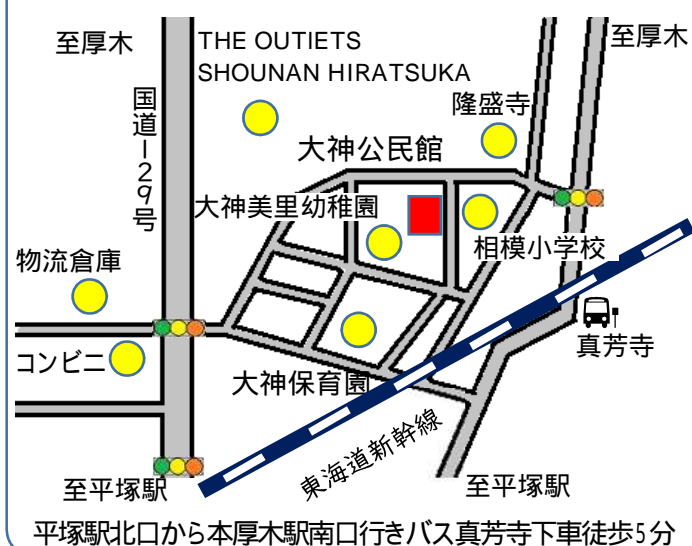 至厚木
THE OUTIETS
SHOUNAN HIRATSUKA
至厚木
国道129号
隆盛寺
大神公民館
大神美里幼稚園
相模小学校
物流倉庫
真芳寺
コンビニ
大神保育園
東海道新幹線
至平塚駅
至平塚駅
平塚駅北口から本厚木駅南口行きバス真芳寺下車徒歩5分